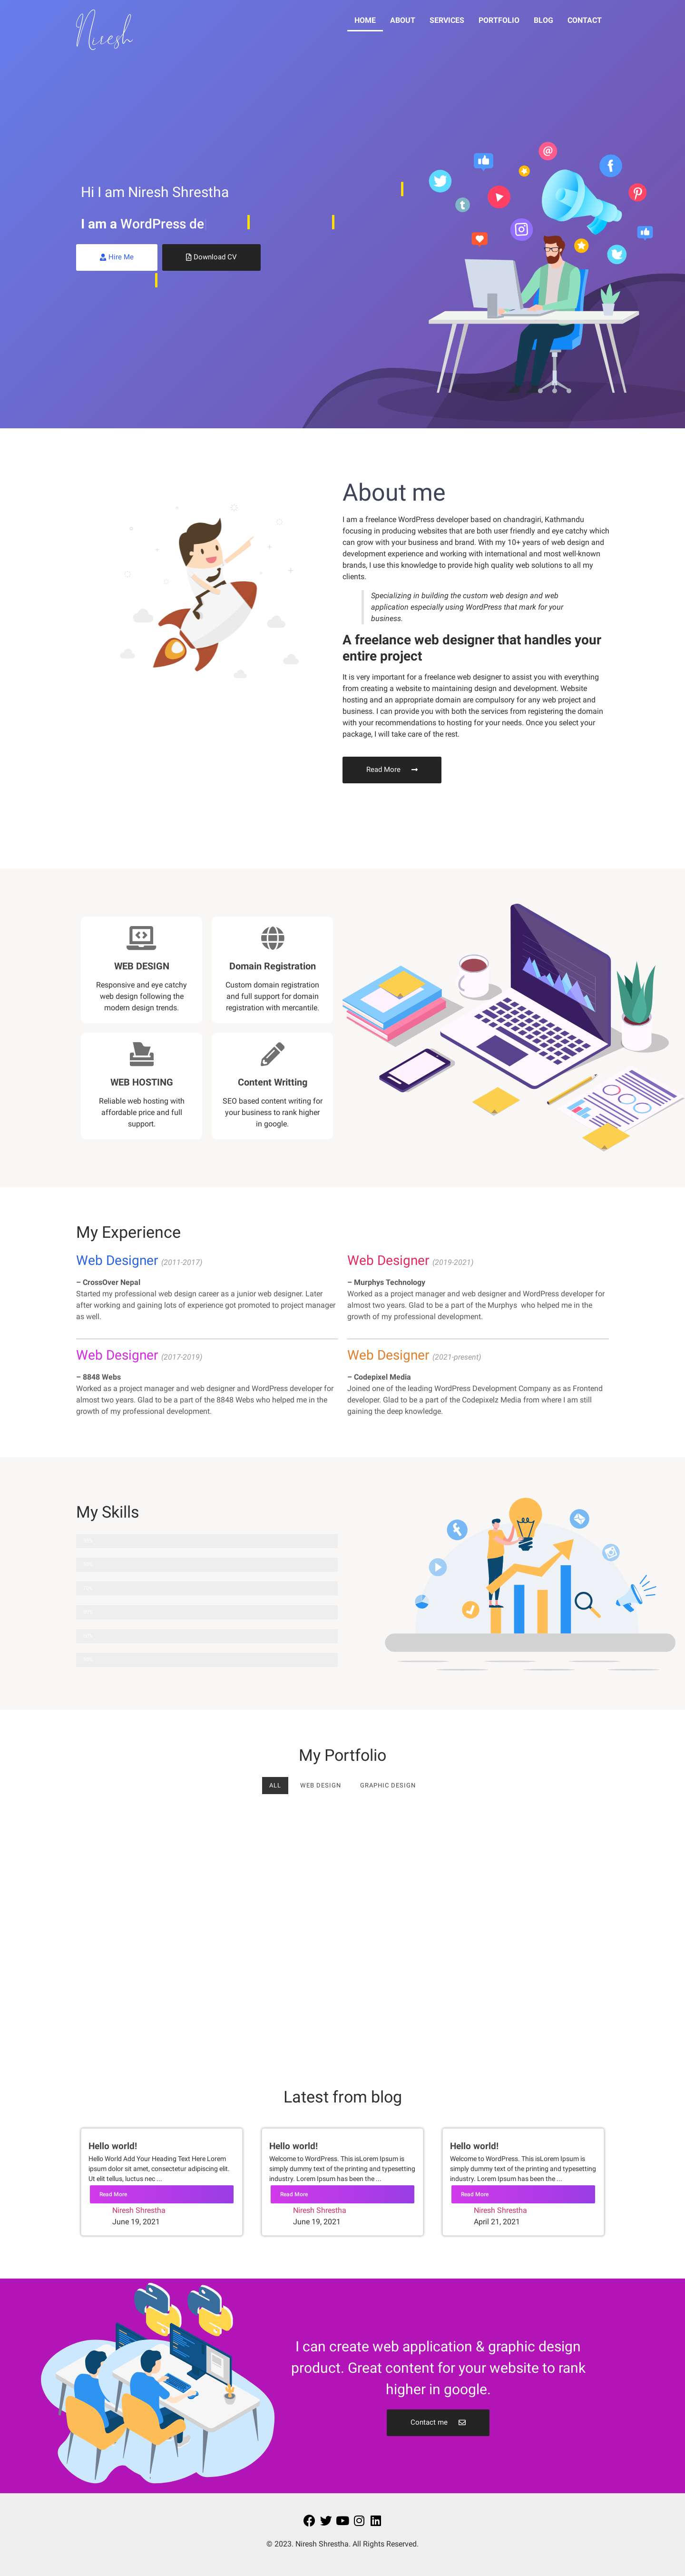 Niresh
HOME ABOUT SERVICES PORTFOLIO BLOG CONTACT
Hi I am Niresh Shrestha
I am a WordPress de
Hire Me
Download CV
About me
I am a freelance WordPress developer based on chandragiri, Kathmandu
focusing in producing websites that are both user friendly and eye catchy which
can grow with your business and brand. With my 10+ years of web design and
development experience and working with international and most well-known
brands, I use this knowledge to provide high quality web solutions to all my
clients.
Specializing in building the custom web design and web
application especially using WordPress that mark for your
business.
A freelance web designer that handles your
entire project
It is very important for a freelance web designer to assist you with everything
from creating a website to maintaining design and development. Website
hosting and an appropriate domain are compulsory for any web project and
business. I can provide you with both the services from registering the domain
with your recommendations to hosting for your needs. Once you select your
package, I will take care of the rest.
Read More
WEB DESIGN
Responsive and eye catchy
web design following the
modern design trends.
Domain Registration
Custom domain registration
and full support for domain
registration with mercantile.
WEB HOSTING
Reliable web hosting with
affordable price and full
support.
Content Writting
SEO based content writing for
your business to rank higher
in google.
My Experience
Web Designer (2011-2017)
– CrossOver Nepal
Started my professional web design career as a junior web designer. Later
after working and gaining lots of experience got promoted to project manager
as well.
Web Designer (2019-2021)
– Murphys Technology
Worked as a project manager and web designer and WordPress developer for
almost two years. Glad to be a part of the Murphys who helped me in the
growth of my professional development.
Web Designer (2017-2019)
– 8848 Webs
Worked as a project manager and web designer and WordPress developer for
almost two years. Glad to be a part of the 8848 Webs who helped me in the
growth of my professional development.
Web Designer (2021-present)
– Codepixel Media
Joined one of the leading WordPress Development Company as as Frontend
developer. Glad to be a part of the Codepixelz Media from where I am still
gaining the deep knowledge.
My Skills
My Portfolio
ALL WEB DESIGN GRAPHIC DESIGN
Latest from blog
Hello world!
Hello World Add Your Heading Text Here Lorem
ipsum dolor sit amet, consectetur adipiscing elit.
Ut elit tellus, luctus nec ...
Read More
Niresh Shrestha
June 19, 2021
Hello world!
Welcome to WordPress. This isLorem Ipsum is
simply dummy text of the printing and typesetting
industry. Lorem Ipsum has been the ...
Read More
Niresh Shrestha
June 19, 2021
Hello world!
Welcome to WordPress. This isLorem Ipsum is
simply dummy text of the printing and typesetting
industry. Lorem Ipsum has been the ...
Read More
Niresh Shrestha
April 21, 2021
I can create web application & graphic design
product. Great content for your website to rank
higher in google.
Contact me
© 2023. Niresh Shrestha. All Rights Reserved.